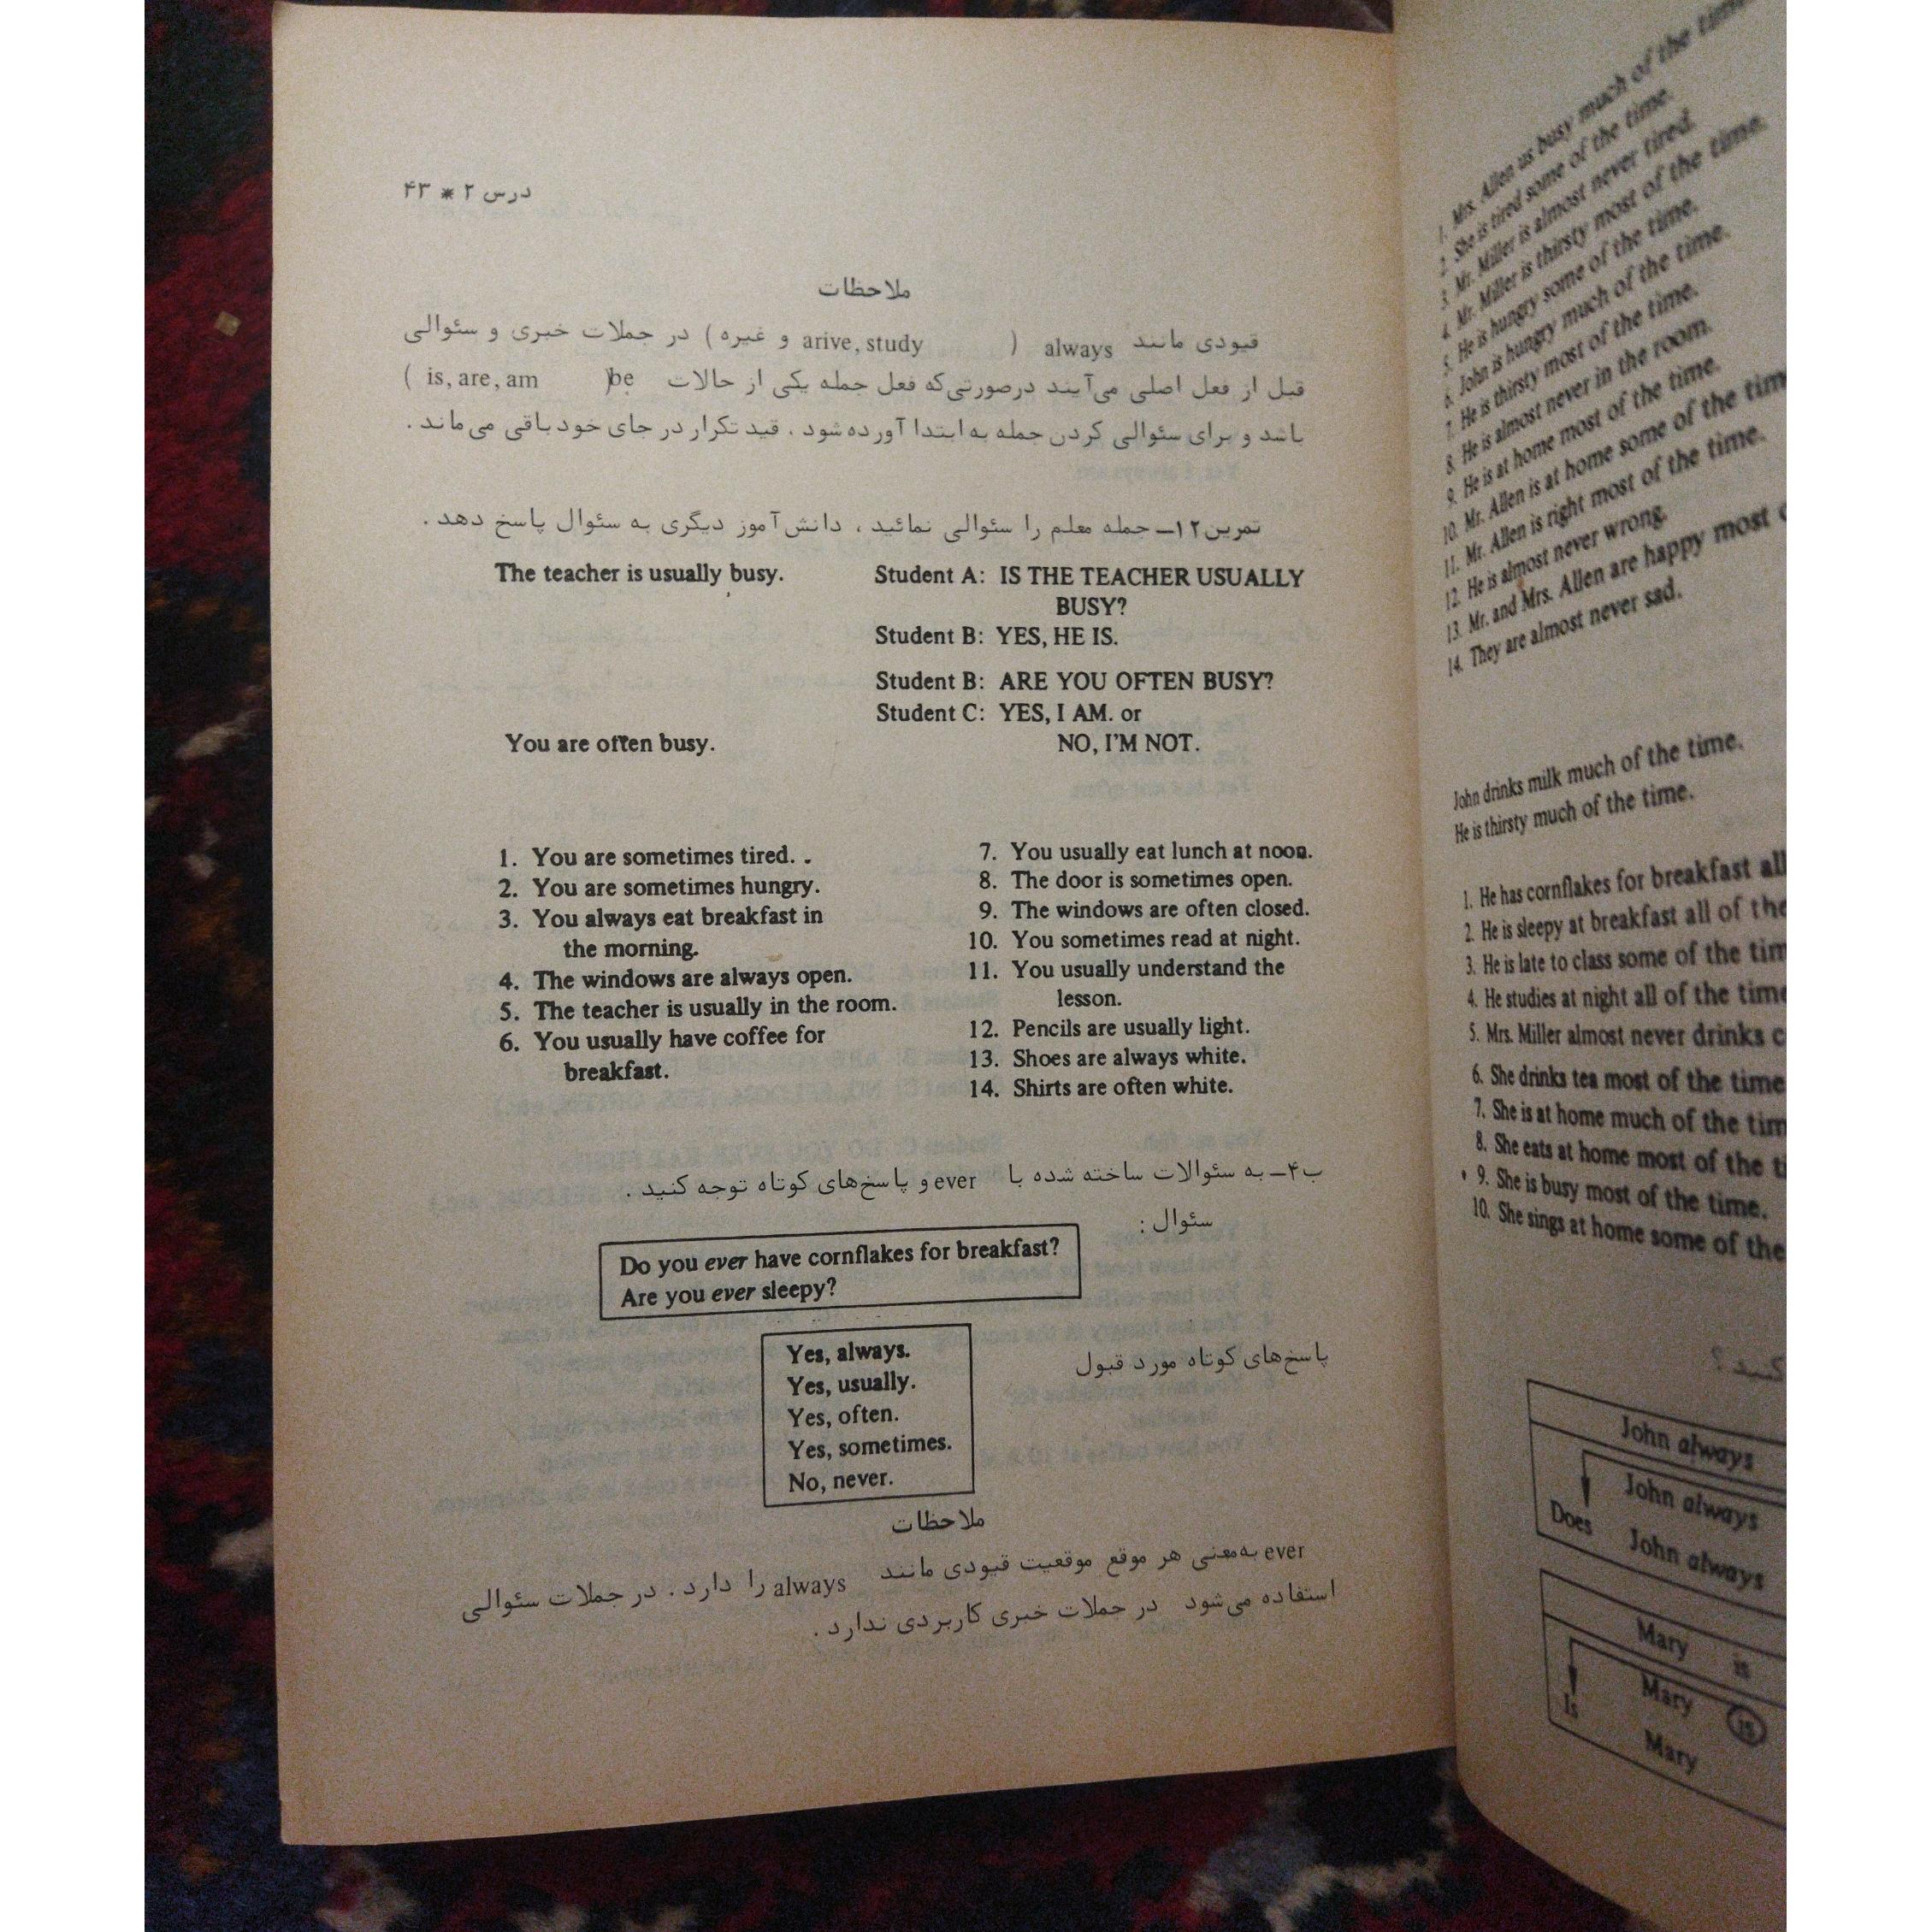 درس ۲ * ۴۳
ملاحظات
قیودی مانند always ( arive, study و غیره ) در جملات خبری و سئوالی
قبل از فعل اصلی می‌آیند درصورتی‌که فعل جمله یکی از حالات be ( is, are, am )
باشد و برای سئوالی کردن جمله به ابتدا آورده شود ، قید تکرار در جای خود باقی می‌ماند .
تمرین ۱۲ــ جمله معلم را سئوالی نمائید ، دانش‌آموز دیگری به سئوال پاسخ دهد .
The teacher is usually busy.
Student A: IS THE TEACHER USUALLY
BUSY?
Student B: YES, HE IS.
Student B: ARE YOU OFTEN BUSY?
Student C: YES, I AM. or
You are often busy.
NO, I'M NOT.
1. You are sometimes tired.
2. You are sometimes hungry.
3. You always eat breakfast in
the morning.
4. The windows are always open.
5. The teacher is usually in the room.
6. You usually have coffee for
breakfast.
7. You usually eat lunch at noon.
8. The door is sometimes open.
9. The windows are often closed.
10. You sometimes read at night.
11. You usually understand the
lesson.
12. Pencils are usually light.
13. Shoes are always white.
14. Shirts are often white.
ب۴ــ به سئوالات ساخته شده با ever و پاسخ‌های کوتاه توجه کنید .
سئوال :
Do you ever have cornflakes for breakfast?
Are you ever sleepy?
پاسخ‌های کوتاه مورد قبول
Yes, always.
Yes, usually.
Yes, often.
Yes, sometimes.
No, never.
ملاحظات
ever به‌معنی هر موقع موقعیت قیودی مانند always را دارد . در جملات سئوالی
استفاده می‌شود در جملات خبری کاربردی ندارد .
1. Mrs. Allen us busy much of the time
2. She is tired some of the time.
3. Mr. Miller is almost never tired.
4. Mr. Miller is thirsty most of the time.
5. He is hungry some of the time.
6. John is hungry much of the time.
7. He is thirsty most of the time.
8. He is almost never in the room.
9. He is at home most of the time.
10. Mr. Allen is at home some of the time
11. Mr. Allen is right most of the time.
12. He is almost never wrong.
13. Mr. and Mrs. Allen are happy most
14. They are almost never sad.
John drinks milk much of the time.
He is thirsty much of the time.
1. He has cornflakes for breakfast all
2. He is sleepy at breakfast all of the
3. He is late to class some of the tim
4. He studies at night all of the time
5. Mrs. Miller almost never drinks c
6. She drinks tea most of the time
7. She is at home much of the tim
8. She eats at home most of the ti
9. She is busy most of the time.
10. She sings at home some of the
کنید ؟
John always
John always
Does John always
Mary is
Mary is
Is Mary